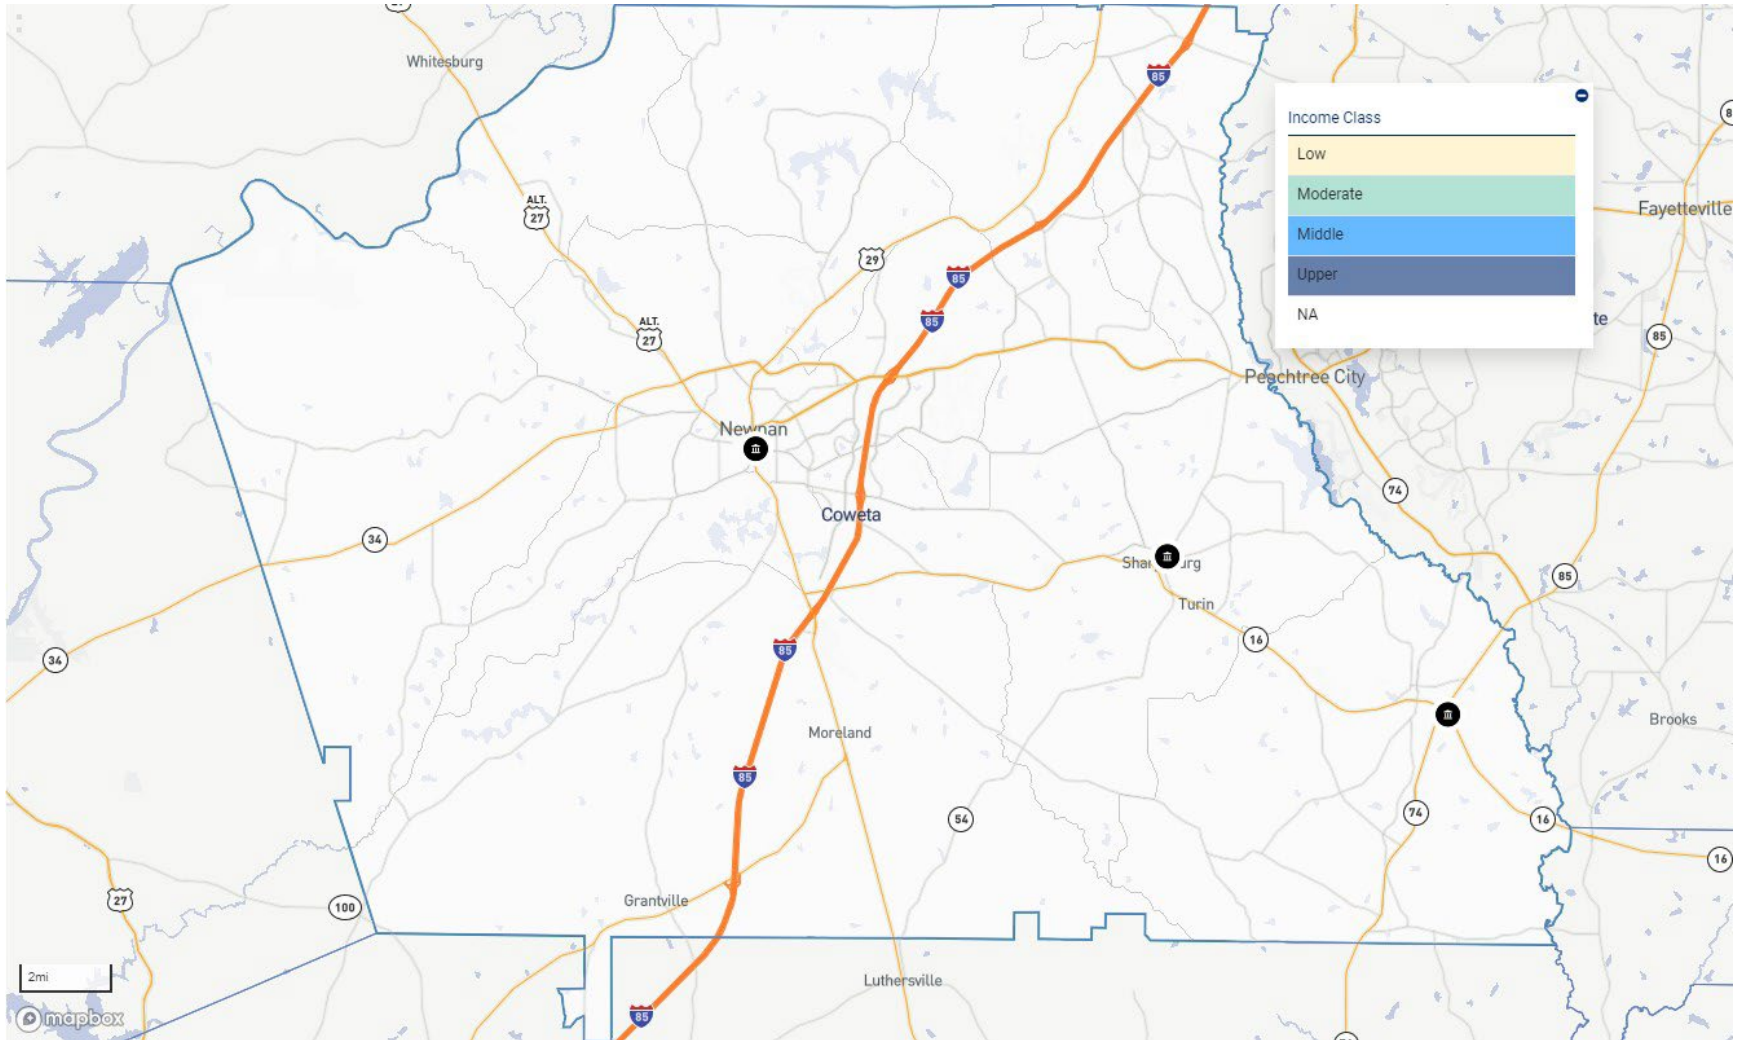 Whitesburg
85
Income Class
Low
Moderate
Middle
Upper
NA
Fayetteville
ALT.
27
29
85
85
ALT.
27
85
Peachtree City
Newnan
74
Coweta
34
85
Turin
16
34
85
Moreland
Brooks
85
54
74
16
16
27
100
Grantville
2mi
Luthersville
85
mapbox